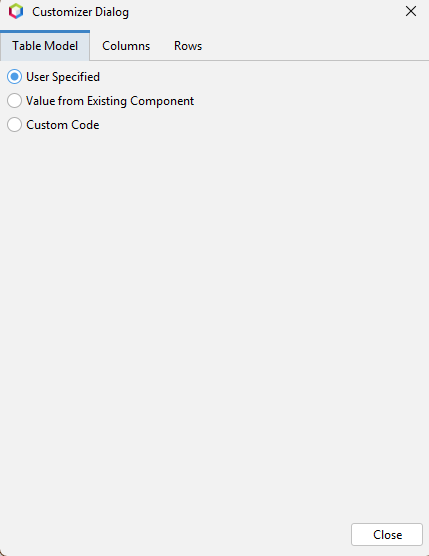 Customizer Dialog
Table Model Columns Rows
User Specified
Value from Existing Component
Custom Code
Close